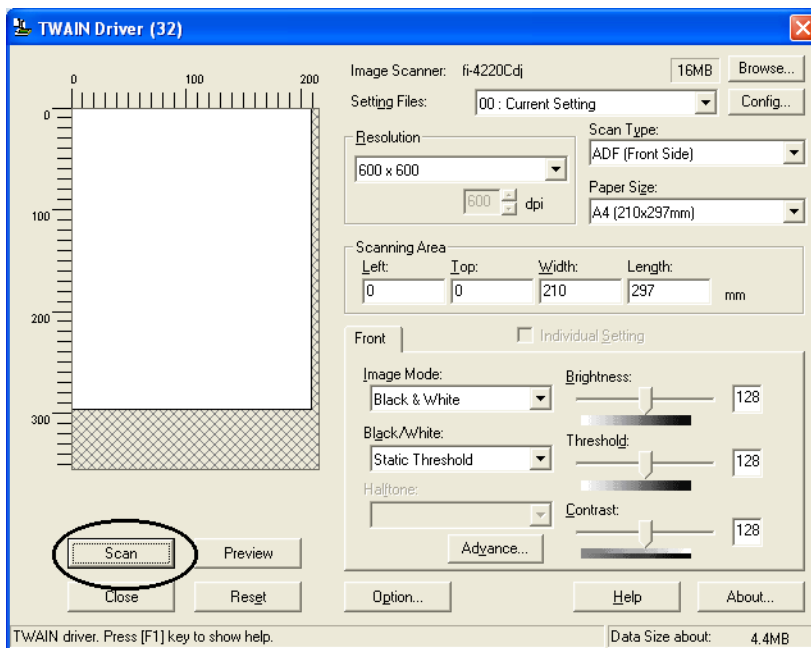 TWAIN Driver (32)
0 100 200
0
100
200
300
Image Scanner: fi-4220Cdj 16MB Browse...
Setting Files: 00 : Current Setting Config...
Resolution
600 x 600
600 dpi
Scan Type:
ADF (Front Side)
Paper Size:
A4 (210x297mm)
Scanning Area
Left: Top: Width: Length:
0 0 210 297 mm
Front
Individual Setting
Image Mode:
Black & White
Black/White:
Static Threshold
Halftone:
Advance...
Brightness:
128
Threshold:
128
Contrast:
128
Scan Preview
Close Reset
Option... Help About...
TWAIN driver. Press [F1] key to show help. Data Size about: 4.4MB